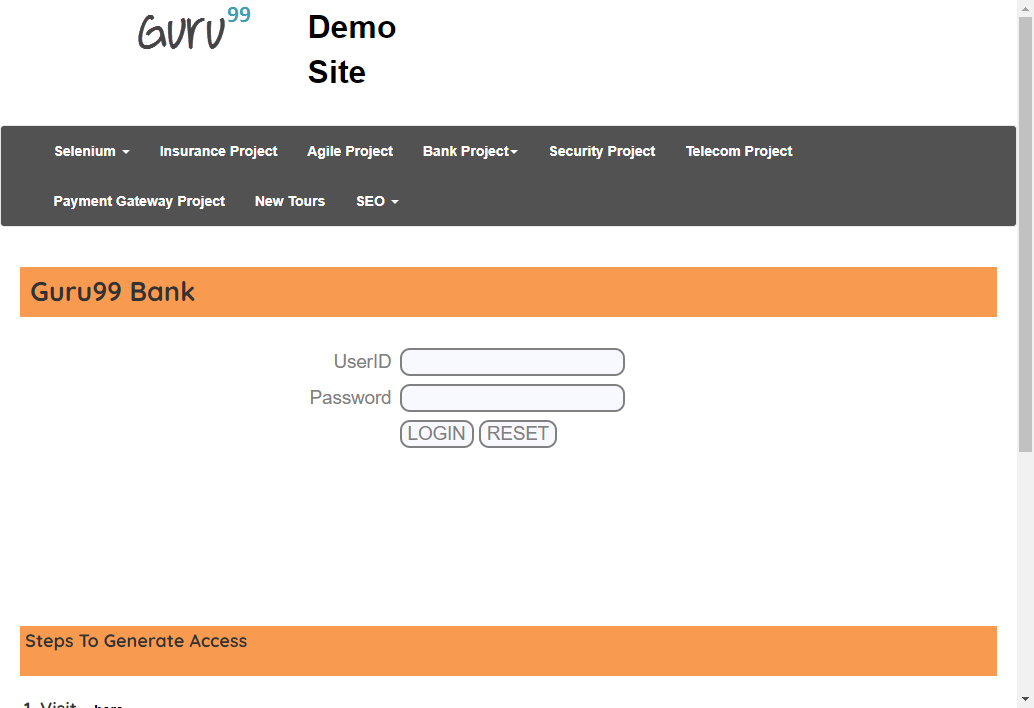 Guru99
Demo
Site
Selenium Insurance Project Agile Project Bank Project Security Project Telecom Project
Payment Gateway Project New Tours SEO
Guru99 Bank
UserID
Password
LOGIN RESET
Steps To Generate Access
1. Visit - here